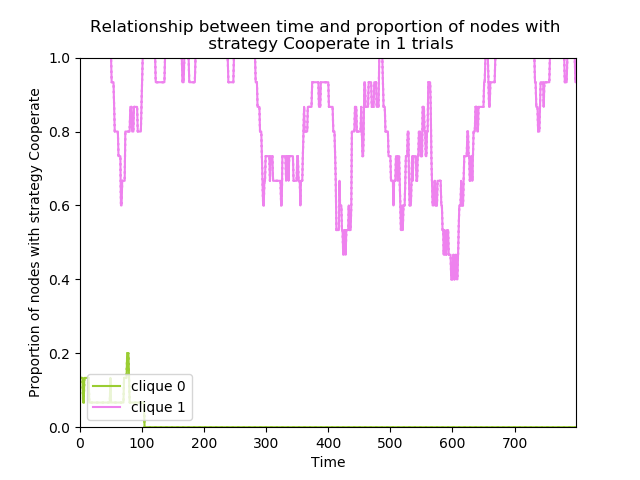 Relationship between time and proportion of nodes with
strategy Cooperate in 1 trials
Proportion of nodes with strategy Cooperate
1.0
0.8
0.6
0.4
0.2
0.0
clique 0
clique 1
0 100 200 300 400 500 600 700
Time